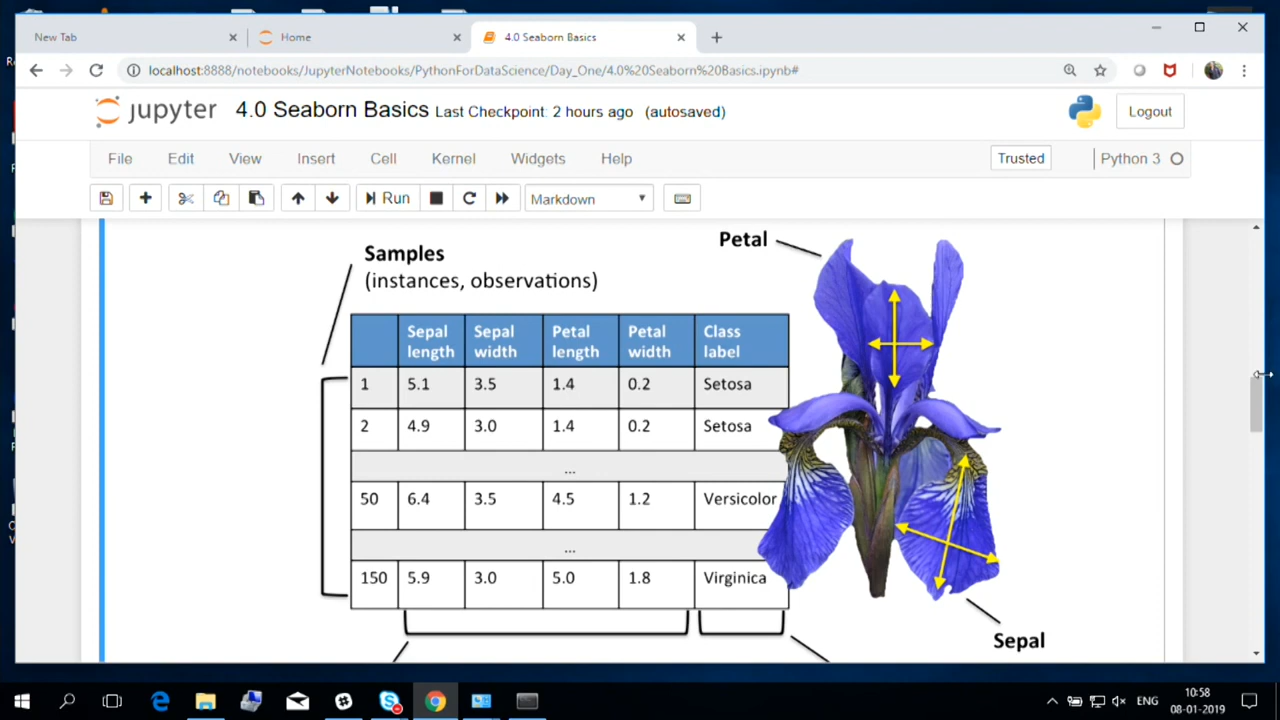 New Tab
Home
4.0 Seaborn Basics
localhost:8888/notebooks/JupyterNotebooks/PythonForDataScience/Day_One/4.0%20Seaborn%20Basics.ipynb#
jupyter 4.0 Seaborn Basics Last Checkpoint: 2 hours ago (autosaved)
Logout
File Edit View Insert Cell Kernel Widgets Help
Trusted
Python 3
Run
Markdown
Samples
(instances, observations)
Petal
Sepal length Sepal width Petal length Petal width Class label
1 5.1 3.5 1.4 0.2 Setosa
2 4.9 3.0 1.4 0.2 Setosa
...
50 6.4 3.5 4.5 1.2 Versicolor
...
150 5.9 3.0 5.0 1.8 Virginica
Sepal
ENG
10:58
08-01-2019